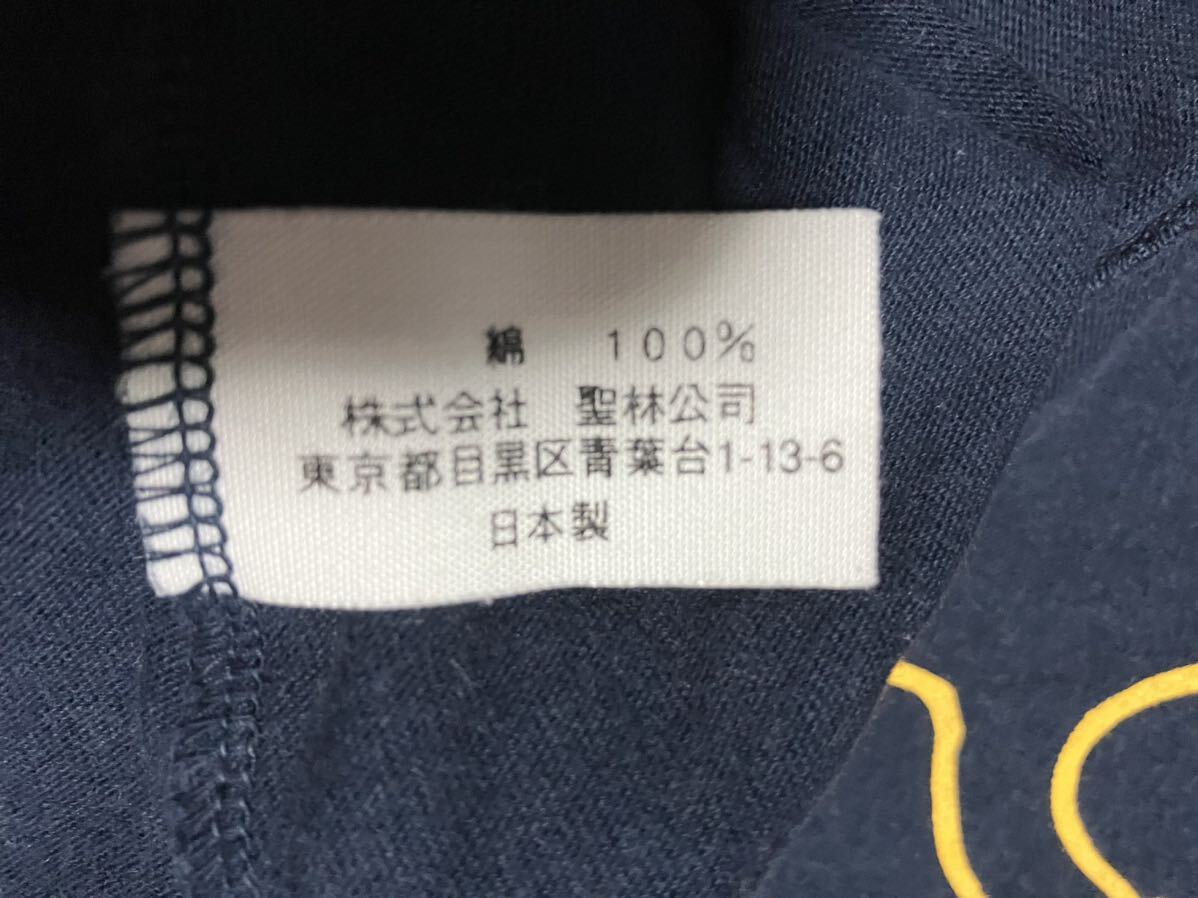 綿 100%
株式会社 聖林公司
東京都目黒区青葉台1-13-6
日本製